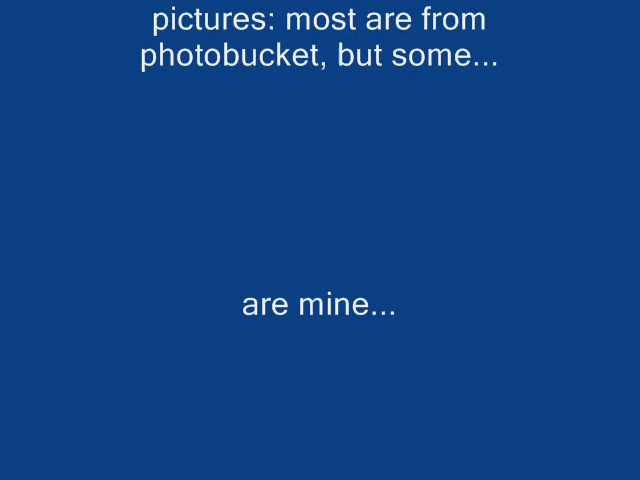 pictures: most are from
photobucket, but some...
are mine...